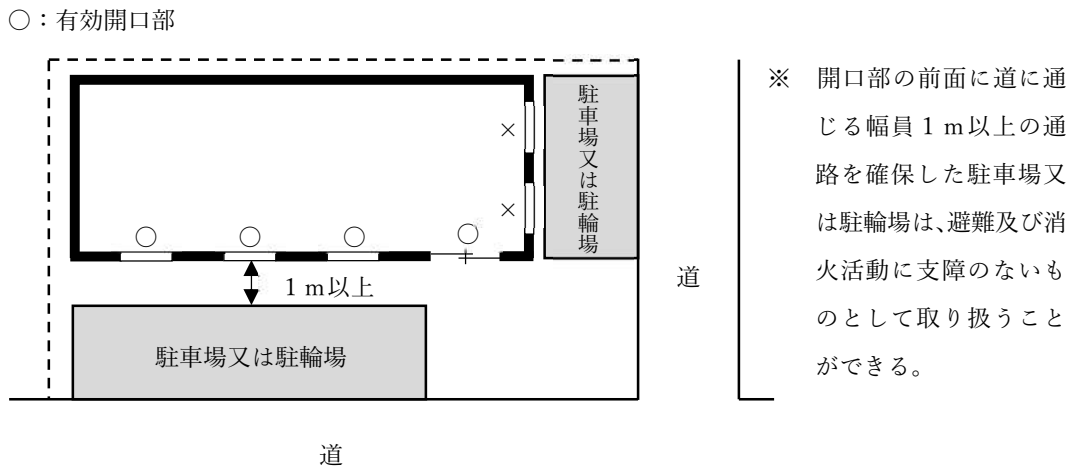 ○：有効開口部
※　開口部の前面に道に通
じる幅員１ｍ以上の通
路を確保した駐車場又
は駐輪場は、避難及び消
火活動に支障のないも
のとして取り扱うこと
ができる。
駐車場又は駐輪場
×
×
○　○　○　○
１ｍ以上
駐車場又は駐輪場
道
道